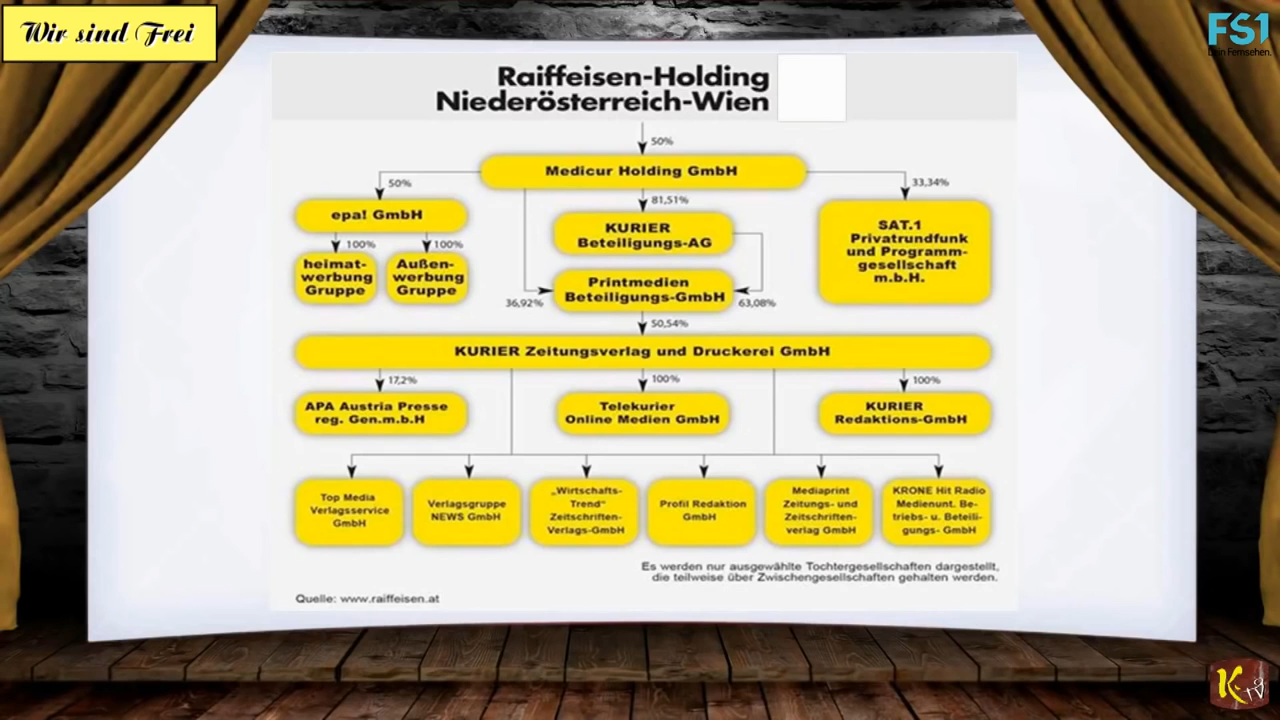 Wir sind Frei
FS1
Dein Fernsehen.
Raiffeisen-Holding
Niederösterreich-Wien
50%
Medicur Holding GmbH
50%
81,51%
33,34%
epa! GmbH
KURIER
Beteiligungs-AG
SAT.1
Privatrundfunk
und Programm-
gesellschaft
m.b.H.
100%
100%
heimat-
werbung
Gruppe
Außen-
werbung
Gruppe
Printmedien
Beteiligungs-GmbH
36,92%
63,08%
50,54%
KURIER Zeitungsverlag und Druckerei GmbH
17,2%
100%
100%
APA Austria Presse
reg. Gen.m.b.H
Telekurier
Online Medien GmbH
KURIER
Redaktions-GmbH
Top Media
Verlagsservice
GmbH
Verlagsgruppe
NEWS GmbH
„Wirtschafts-
Trend“
Zeitschriften-
Verlags-GmbH
Profil Redaktion
GmbH
Mediaprint
Zeitungs- und
Zeitschriften-
verlag GmbH
KRONE Hit Radio
Medienunt. Be-
triebs- u. Beteili-
gungs- GmbH
Es werden nur ausgewählte Tochtergesellschaften dargestellt,
die teilweise über Zwischengesellschaften gehalten werden.
Quelle: www.raiffeisen.at